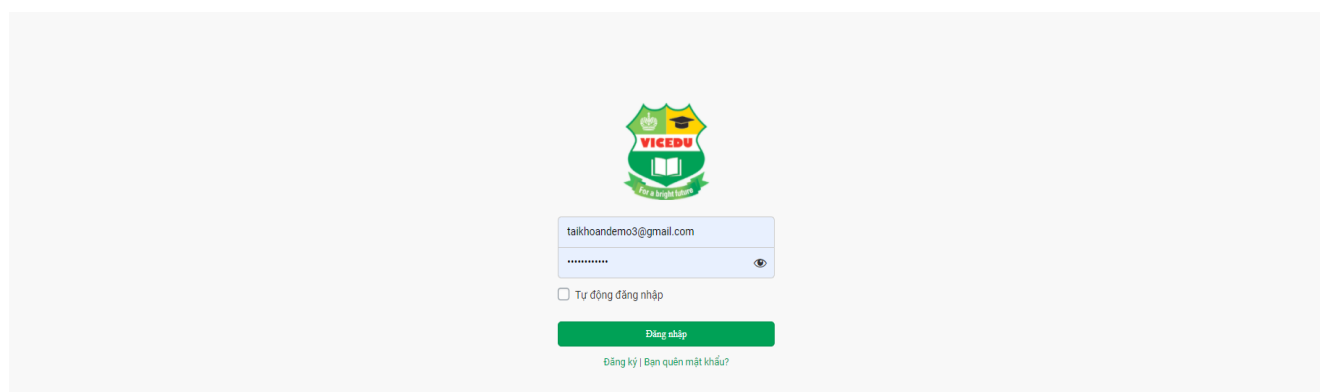 VICEDU
For a bright future
taikhoandemo3@gmail.com
••••••••••••
Tự động đăng nhập
Đăng nhập
Đăng ký | Bạn quên mật khẩu?